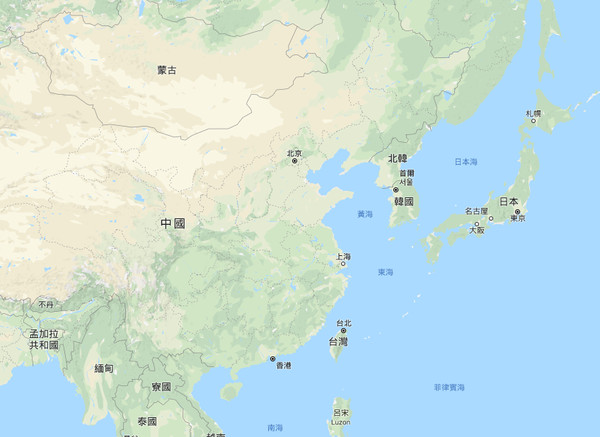 蒙古
札幌
北京
北韓
日本海
首爾
서울
韓國
日本
名古屋
東京
大阪
黃海
中國
上海
東海
不丹
台北
孟加拉
共和國
台灣
香港
緬甸
寮國
菲律賓海
呂宋
Luzon
泰國
南海
越南